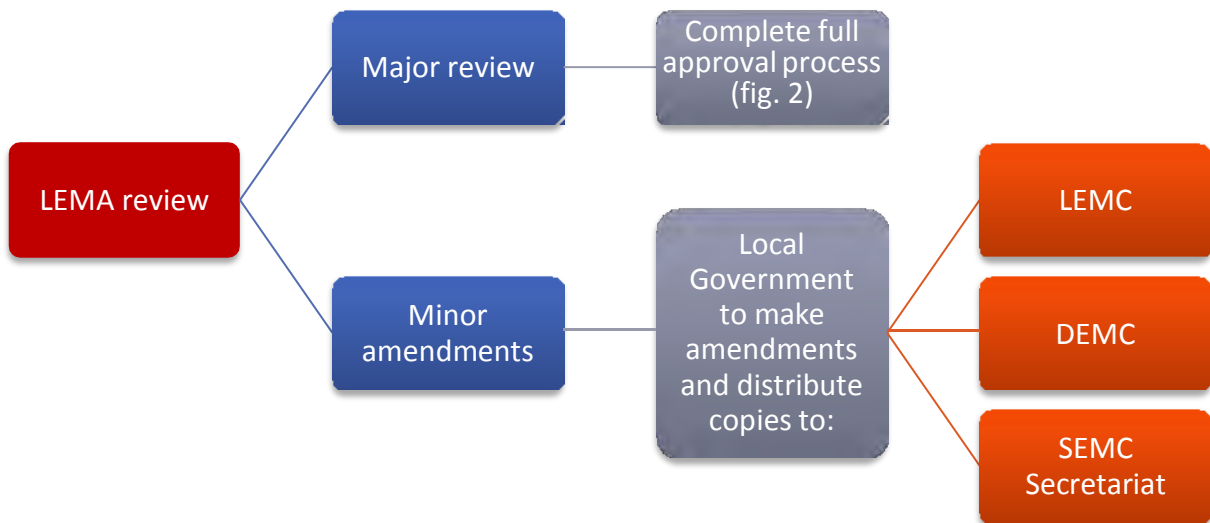 LEMA review
Major review
Complete full
approval process
(fig. 2)
Minor
amendments
Local
Government
to make
amendments
and distribute
copies to:
LEMC
DEMC
SEMC
Secretariat